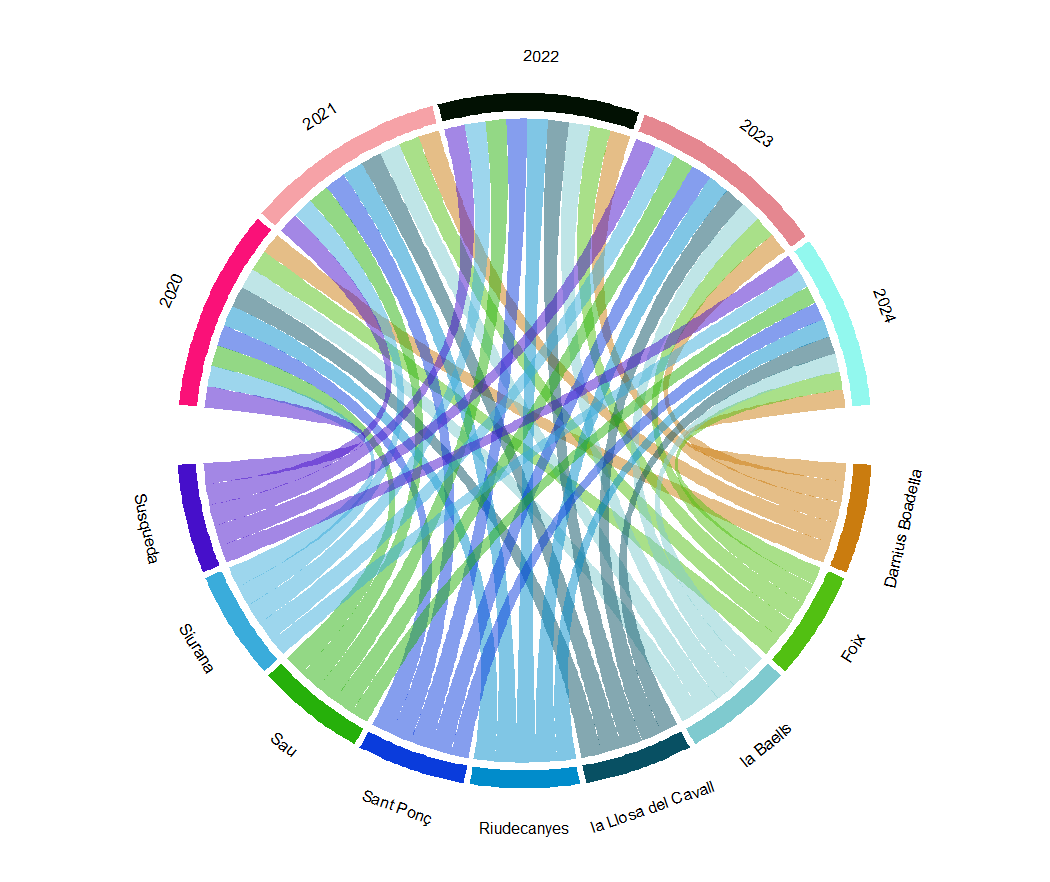 2022
2021
2023
2020
2024
Susqueda
Darnius Boadella
Siurana
Foix
Sau
la Baells
Sant Ponç
la Llosa del Cavall
Riudecanyes